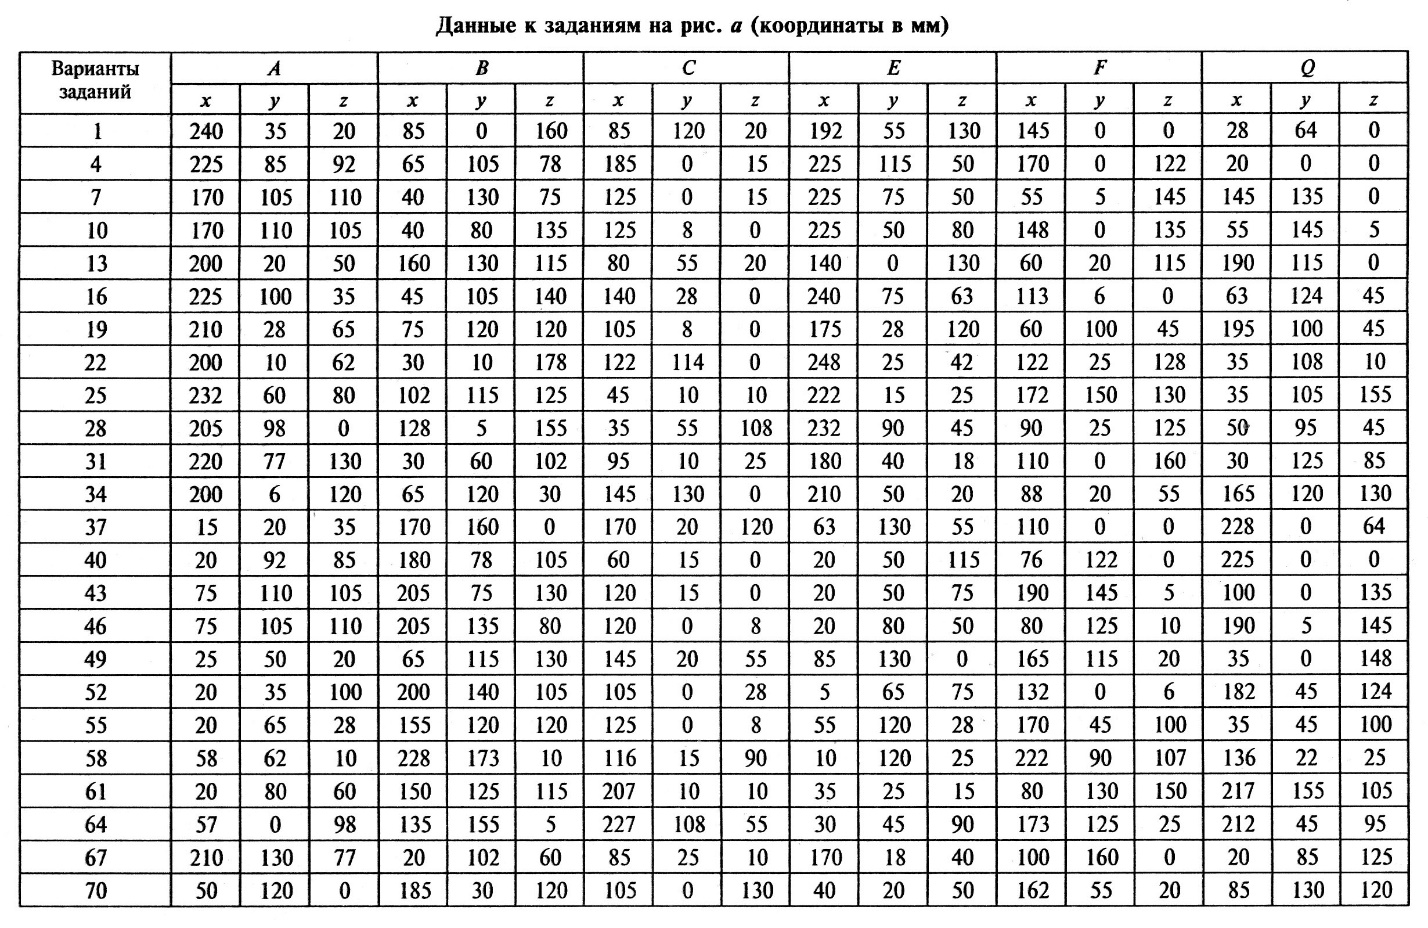 Данные к заданиям на рис. а (координаты в мм)
Варианты заданий A B C E F Q
x y z x y z x y z x y z x y z x y z
1 240 35 20 85 0 160 85 120 20 192 55 130 145 0 0 28 64 0
4 225 85 92 65 105 78 185 0 15 225 115 50 170 0 122 20 0 0
7 170 105 110 40 130 75 125 0 15 225 75 50 55 5 145 145 135 0
10 170 110 105 40 80 135 125 8 0 225 50 80 148 0 135 55 145 5
13 200 20 50 160 130 115 80 55 20 140 0 130 60 20 115 190 115 0
16 225 100 35 45 105 140 140 28 0 240 75 63 113 6 0 63 124 45
19 210 28 65 75 120 120 105 8 0 175 28 120 60 100 45 195 100 45
22 200 10 62 30 10 178 122 114 0 248 25 42 122 25 128 35 108 10
25 232 60 80 102 115 125 45 10 10 222 15 25 172 150 130 35 105 155
28 205 98 0 128 5 155 35 55 108 232 90 45 90 25 125 50 95 45
31 220 77 130 30 60 102 95 10 25 180 40 18 110 0 160 30 125 85
34 200 6 120 65 120 30 145 130 0 210 50 20 88 20 55 165 120 130
37 15 20 35 170 160 0 170 20 120 63 130 55 110 0 0 228 0 64
40 20 92 85 180 78 105 60 15 0 20 50 115 76 122 0 225 0 0
43 75 110 105 205 75 130 120 15 0 20 50 75 190 145 5 100 0 135
46 75 105 110 205 135 80 120 0 8 20 80 50 80 125 10 190 5 145
49 25 50 20 65 115 130 145 20 55 85 130 0 165 115 20 35 0 148
52 20 35 100 200 140 105 105 0 28 5 65 75 132 0 6 182 45 124
55 20 65 28 155 120 120 125 0 8 55 120 28 170 45 100 35 45 100
58 58 62 10 228 173 10 116 15 90 10 120 25 222 90 107 136 22 25
61 20 80 60 150 125 115 207 10 10 35 25 15 80 130 150 217 155 105
64 57 0 98 135 155 5 227 108 55 30 45 90 173 125 25 212 45 95
67 210 130 77 20 102 60 85 25 10 170 18 40 100 160 0 20 85 125
70 50 120 0 185 30 120 105 0 130 40 20 50 162 55 20 85 130 120